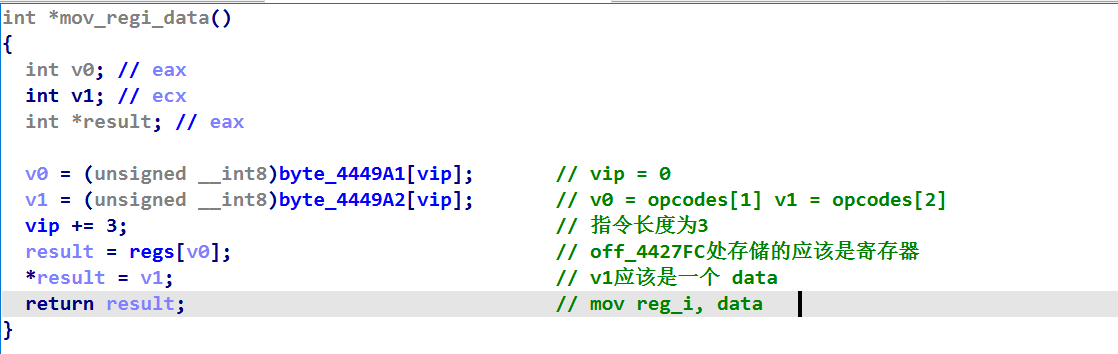 int *mov_regi_data()
{
int v0; // eax
int v1; // ecx
int *result; // eax
v0 = (unsigned __int8)byte_4449A1[vip]; // vip = 0
v1 = (unsigned __int8)byte_4449A2[vip]; // v0 = opcodes[1] v1 = opcodes[2]
vip += 3; // 指令长度为3
result = regs[v0]; // off_4427FC处存储的应该是寄存器
*result = v1; // v1应该是一个 data
return result; // mov reg_i, data
}